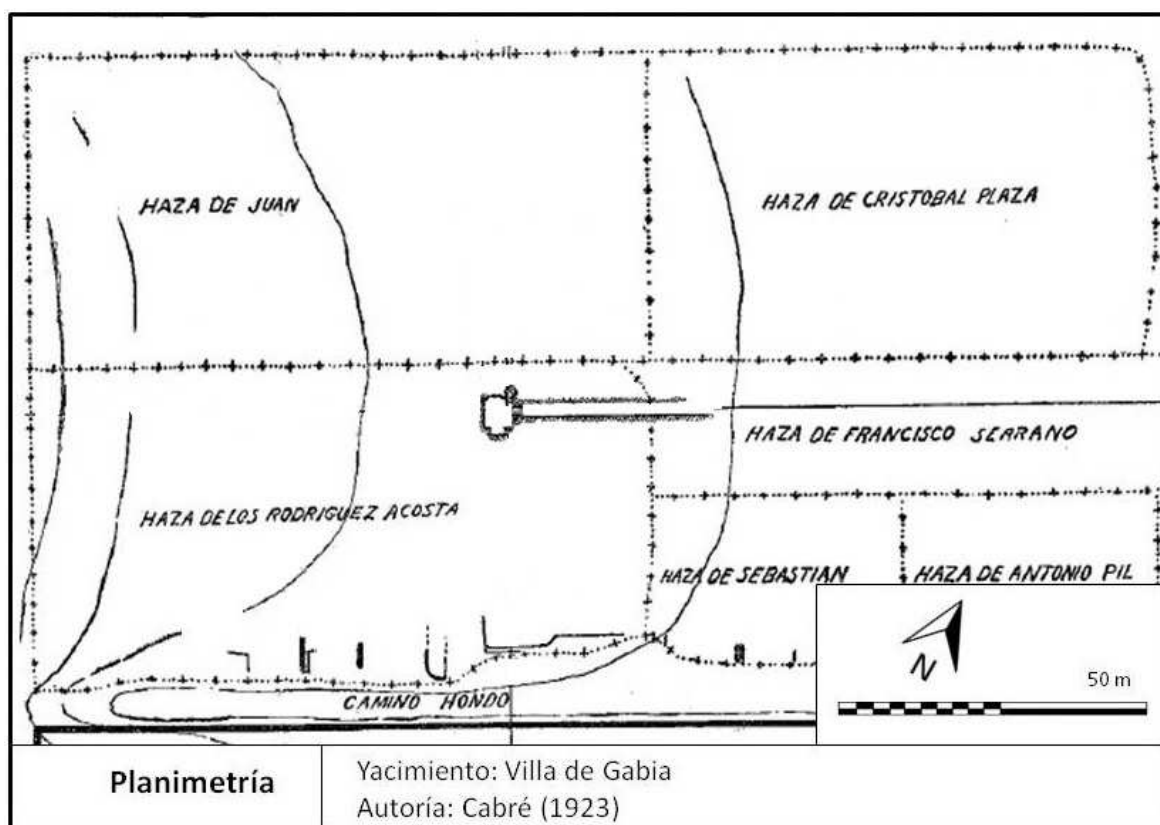 HAZA DE JUAN
HAZA DE CRISTOBAL PLAZA
HAZA DE FRANCISCO SERRANO
HAZA DE LOS RODRIGUEZ ACOSTA
HAZA DE SEBASTIAN
HAZA DE ANTONIO PIL
N
50 m
CAMINO HONDO
Planimetría
Yacimiento: Villa de Gabia
Autoría: Cabré (1923)